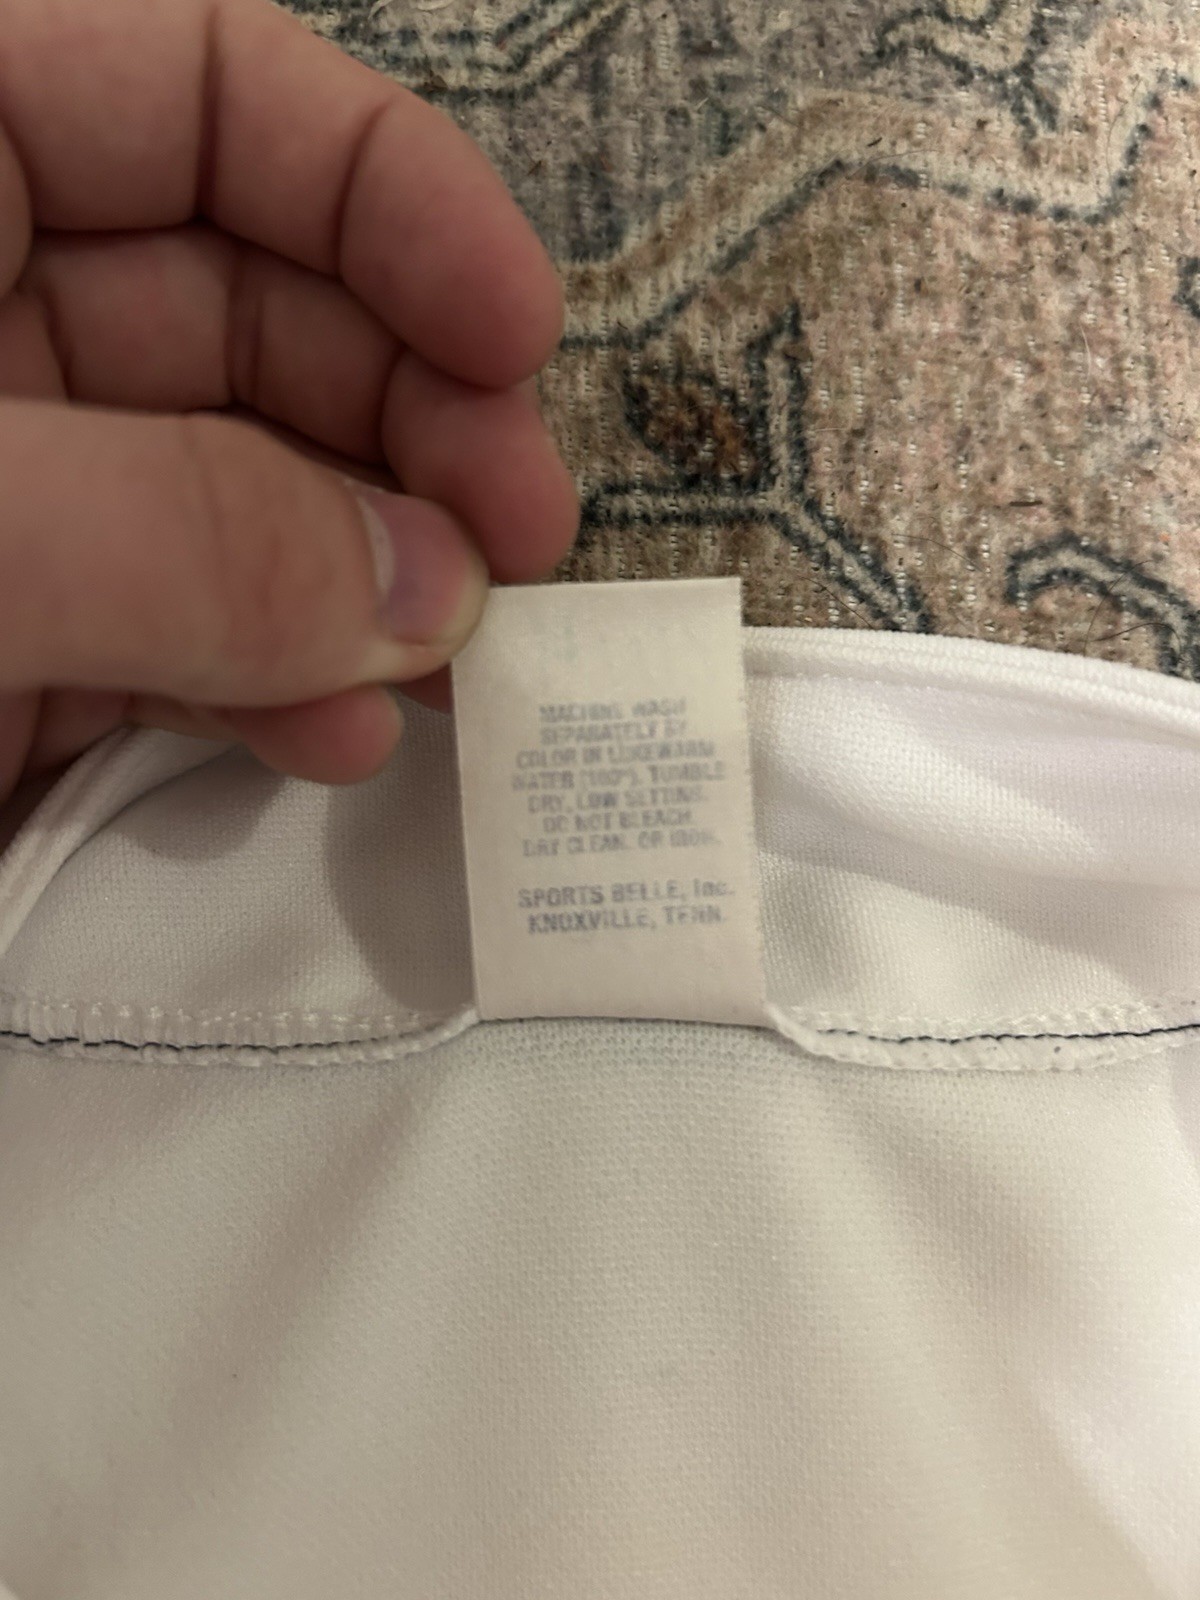 MACHINE WASH
SEPARATELY BY
COLOR IN LUKEWARM
WATER (100°). TUMBLE
DRY, LOW SETTING.
DO NOT BLEACH,
DRY CLEAN, OR IRON.
SPORTS BELLE, Inc.
KNOXVILLE, TENN.